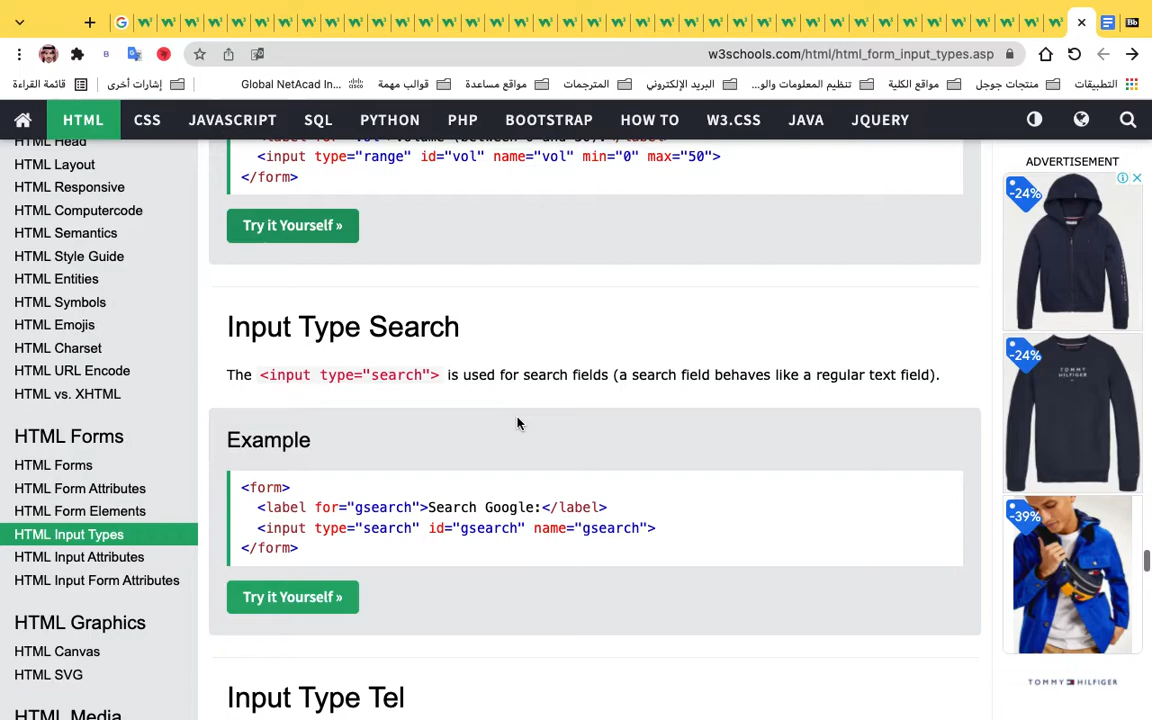 w3schools.com/html/html_form_input_types.asp
التطبيقات
منتجات جوجل
مواقع الكلية
تنظيم المعلومات والو...
البريد الإلكتروني
المترجمات
مواقع مساعدة
قوالب مهمة
Global NetAcad In...
إشارات أخرى
قائمة القراءة
HTML
CSS
JAVASCRIPT
SQL
PYTHON
PHP
BOOTSTRAP
HOW TO
W3.CSS
JAVA
JQUERY
HTML Head
HTML Layout
HTML Responsive
HTML Computercode
HTML Semantics
HTML Style Guide
HTML Entities
HTML Symbols
HTML Emojis
HTML Charset
HTML URL Encode
HTML vs. XHTML
HTML Forms
HTML Forms
HTML Form Attributes
HTML Form Elements
HTML Input Types
HTML Input Attributes
HTML Input Form Attributes
HTML Graphics
HTML Canvas
HTML SVG
HTML Media
<input type="range" id="vol" name="vol" min="0" max="50">
</form>
Try it Yourself »
Input Type Search
The <input type="search"> is used for search fields (a search field behaves like a regular text field).
Example
<form>
<label for="gsearch">Search Google:</label>
<input type="search" id="gsearch" name="gsearch">
</form>
Try it Yourself »
Input Type Tel
ADVERTISEMENT
-24%
-24%
-39%
TOMMY HILFIGER